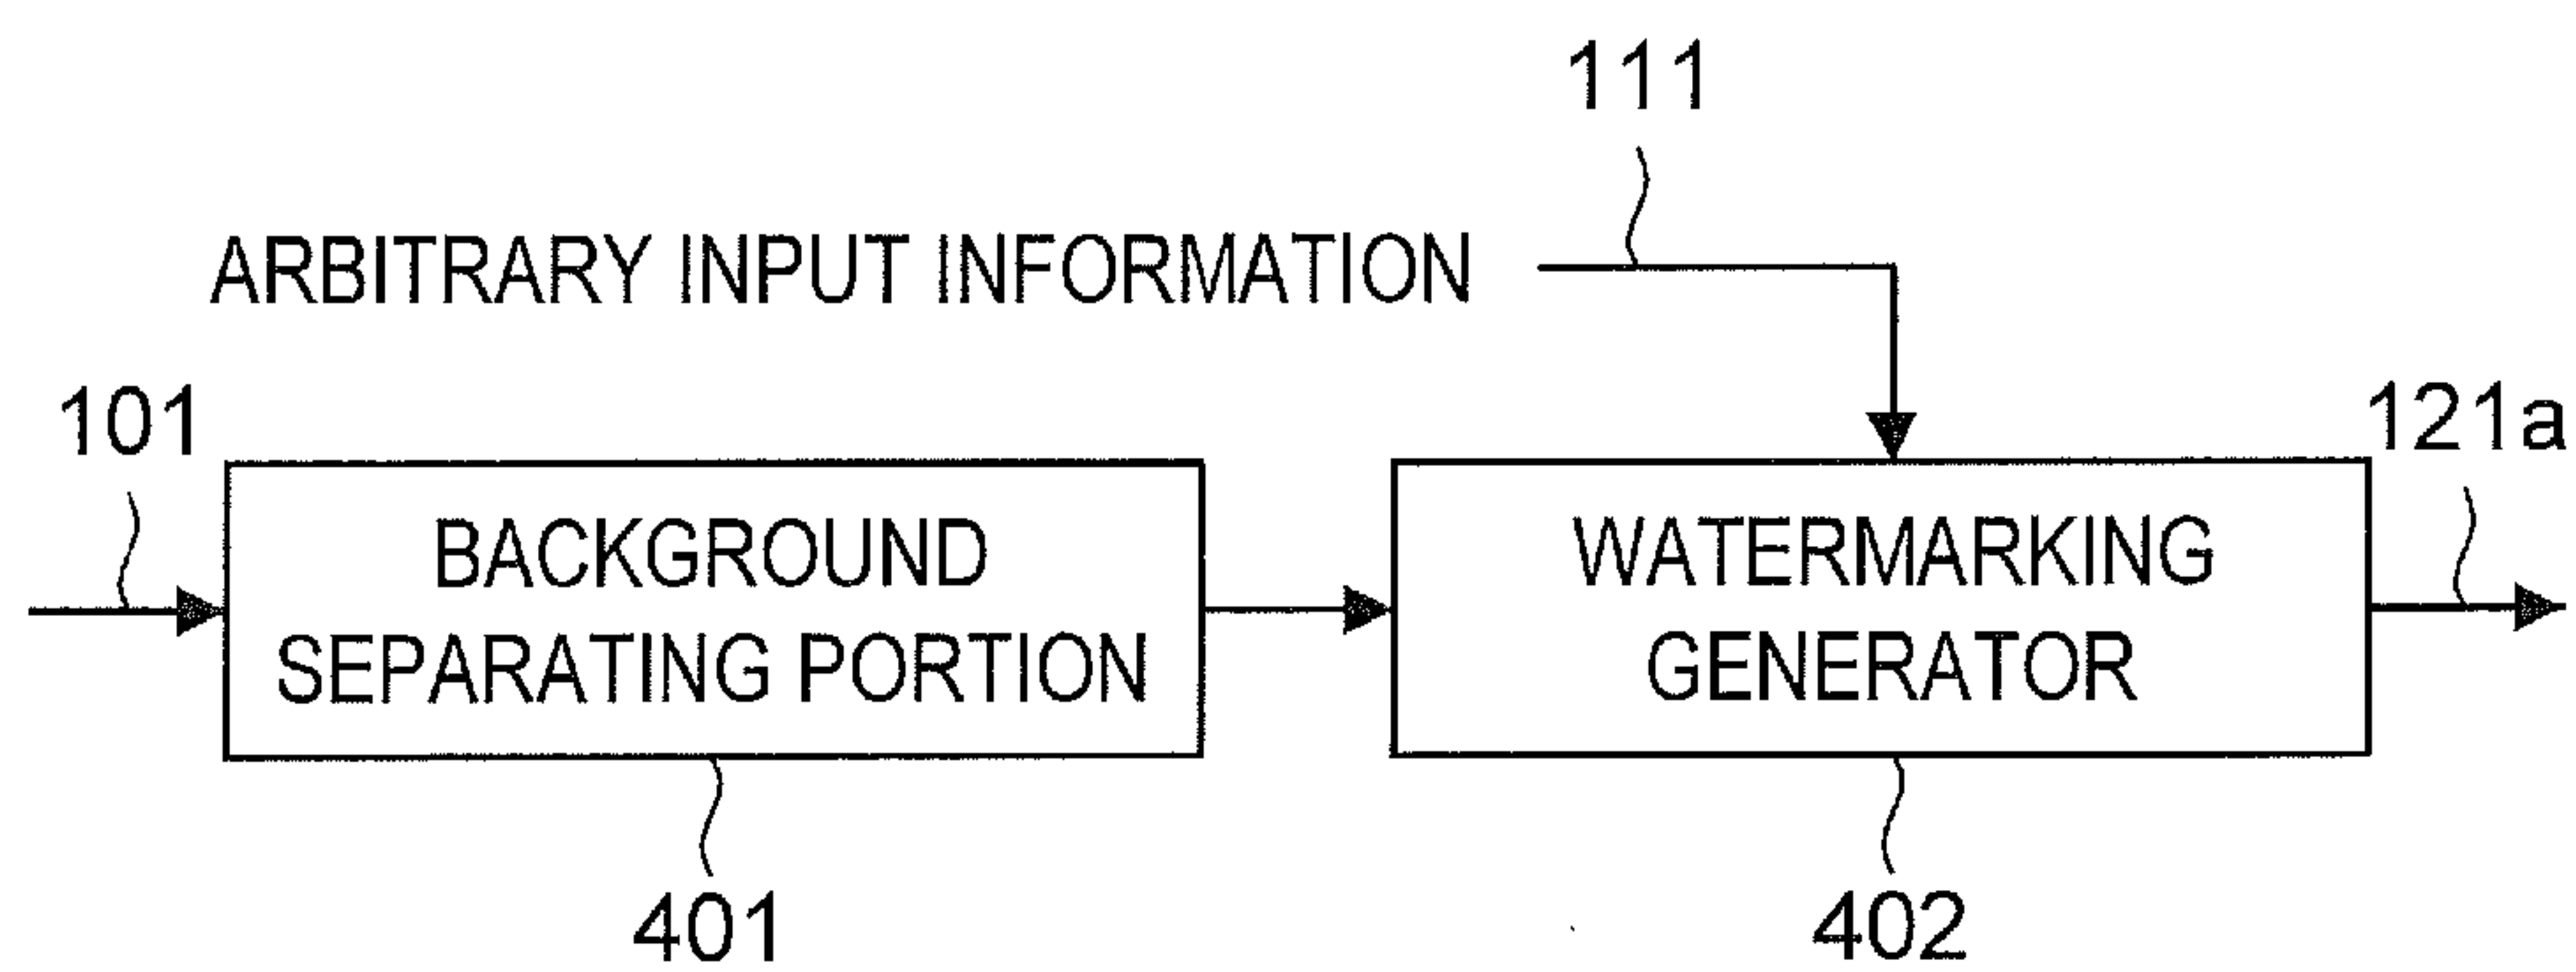 111
ARBITRARY INPUT INFORMATION
101
121a
BACKGROUND
SEPARATING PORTION
WATERMARKING
GENERATOR
401
402